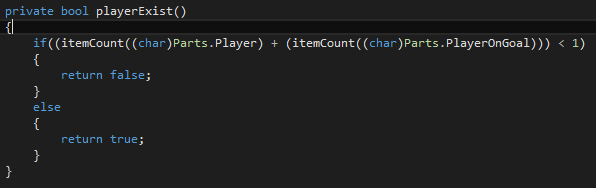 private bool playerExist()
{
    if((itemCount((char)Parts.Player) + (itemCount((char)Parts.PlayerOnGoal))) < 1)
    {
        return false;
    }
    else
    {
        return true;
    }
}